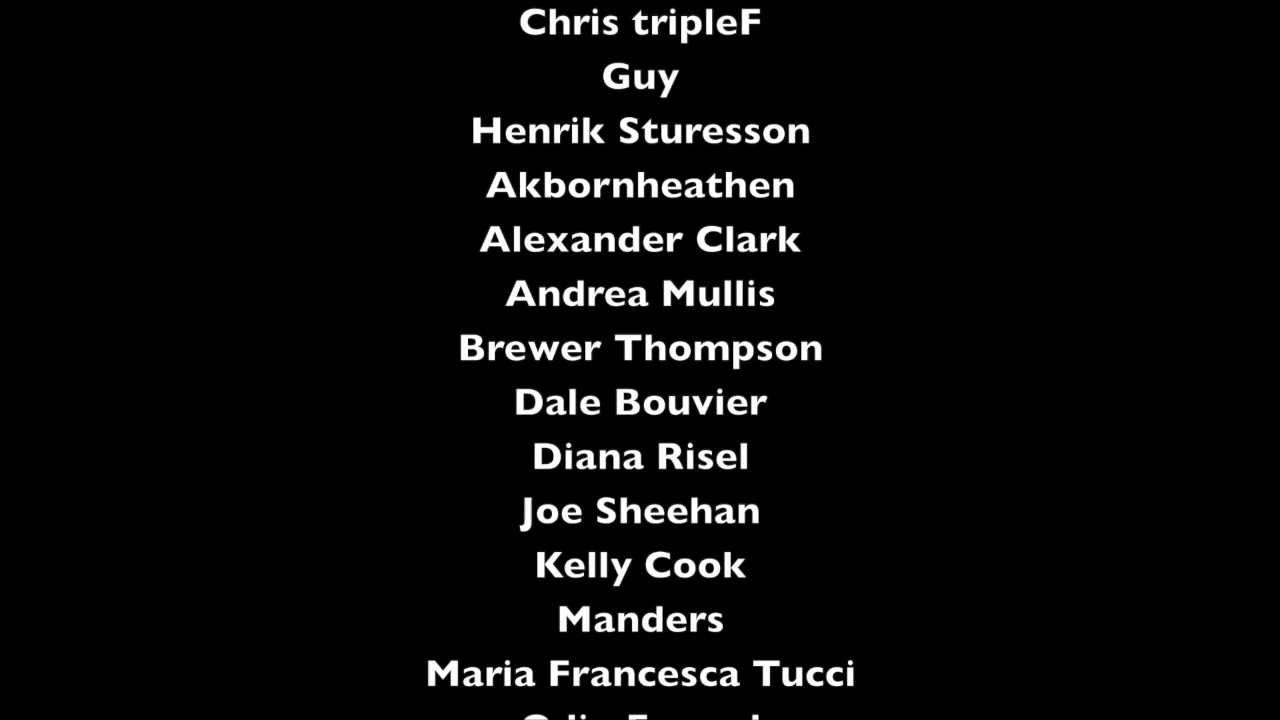 Chris tripleF
Guy
Henrik Sturesson
Akbornheathen
Alexander Clark
Andrea Mullis
Brewer Thompson
Dale Bouvier
Diana Risel
Joe Sheehan
Kelly Cook
Manders
Maria Francesca Tucci